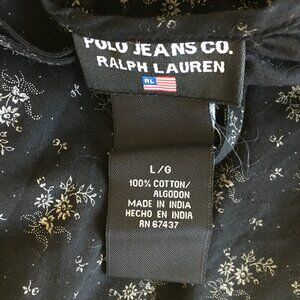 POLO JEANS CO.
RALPH LAUREN
RL
L/G
100% COTTON/
ALGODON
MADE IN INDIA
HECHO EN INDIA
RN 67437